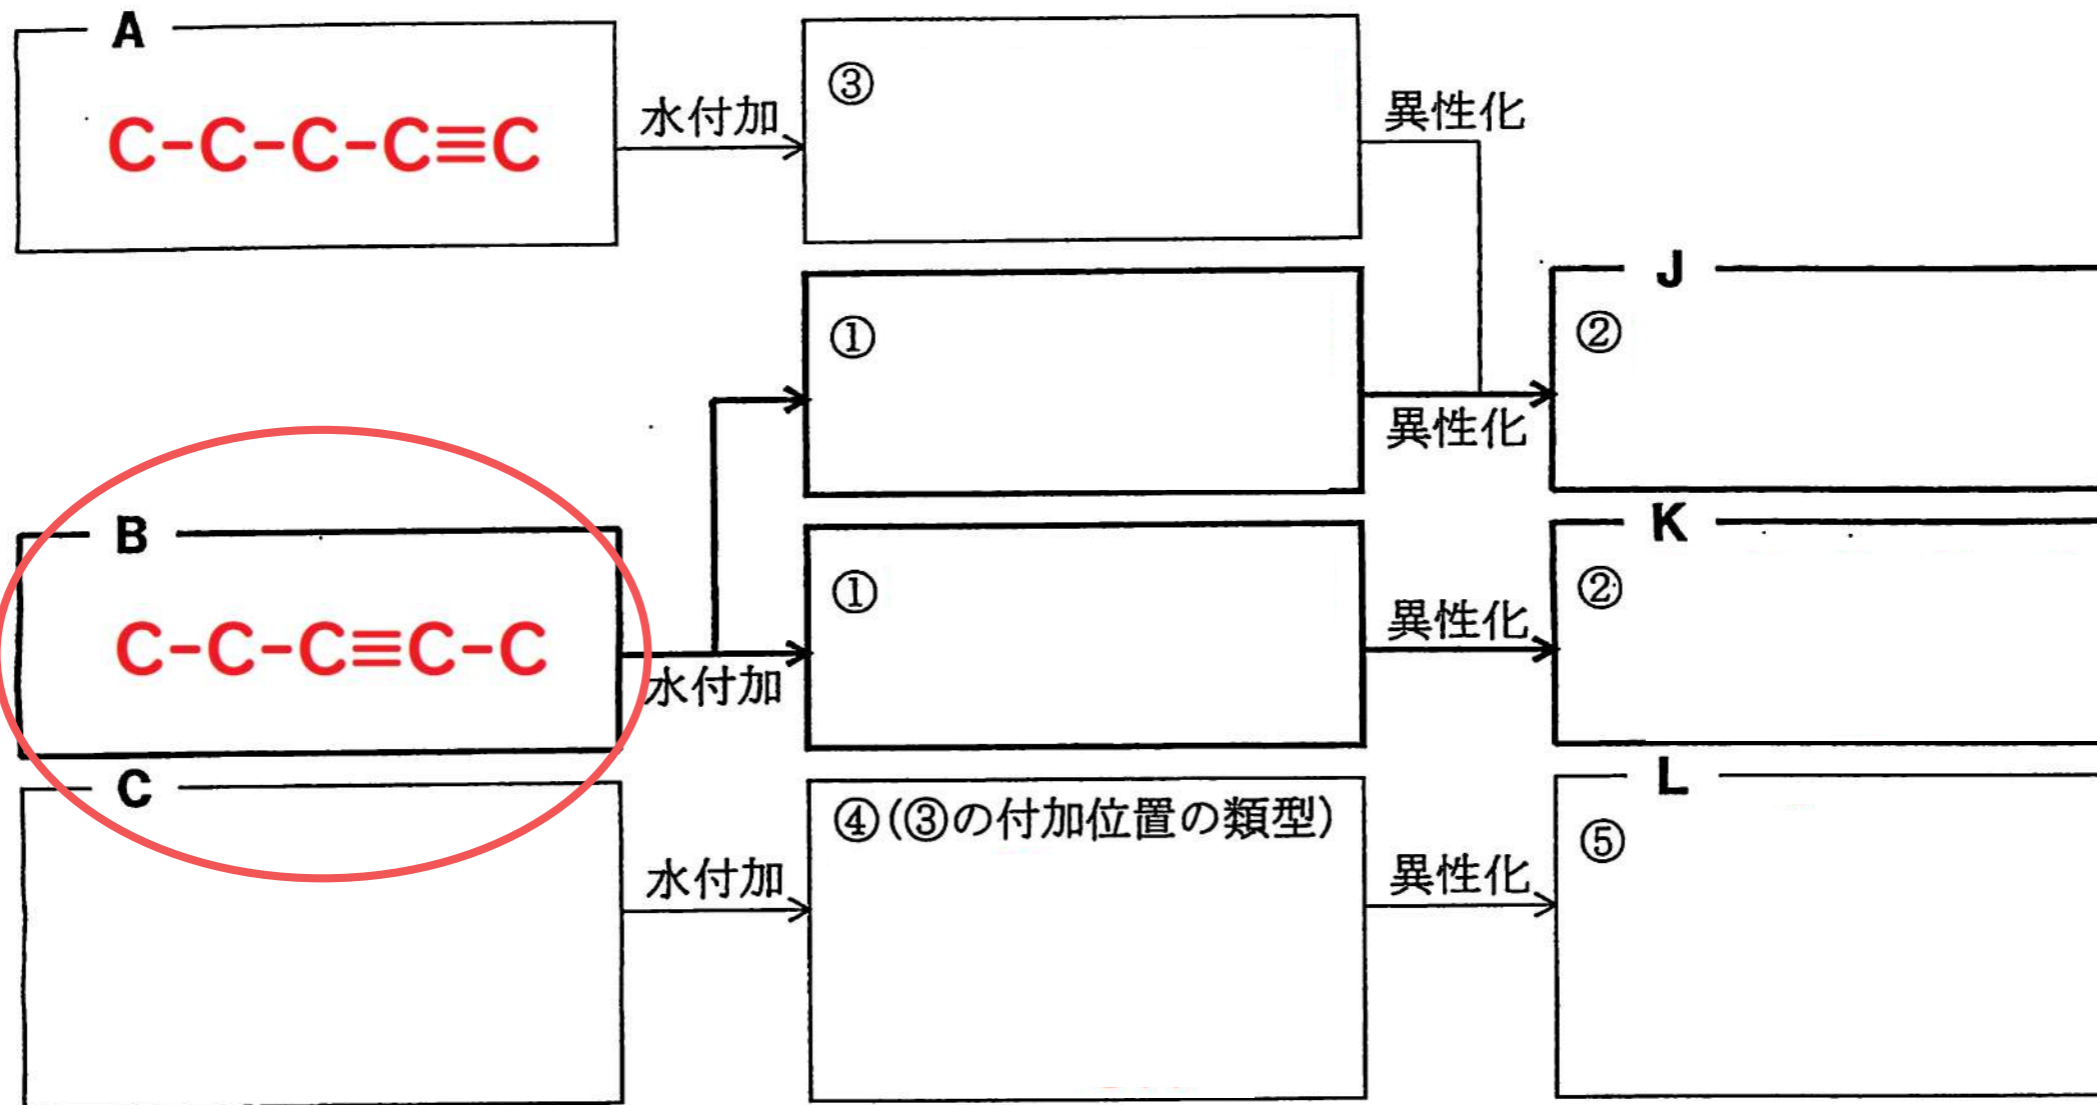 A
C-C-C-C≡C
水付加
③
異性化
①
異性化
J
②
B
C-C-C≡C-C
水付加
①
異性化
K
②
C
水付加
④(③の付加位置の類型)
異性化
L
⑤